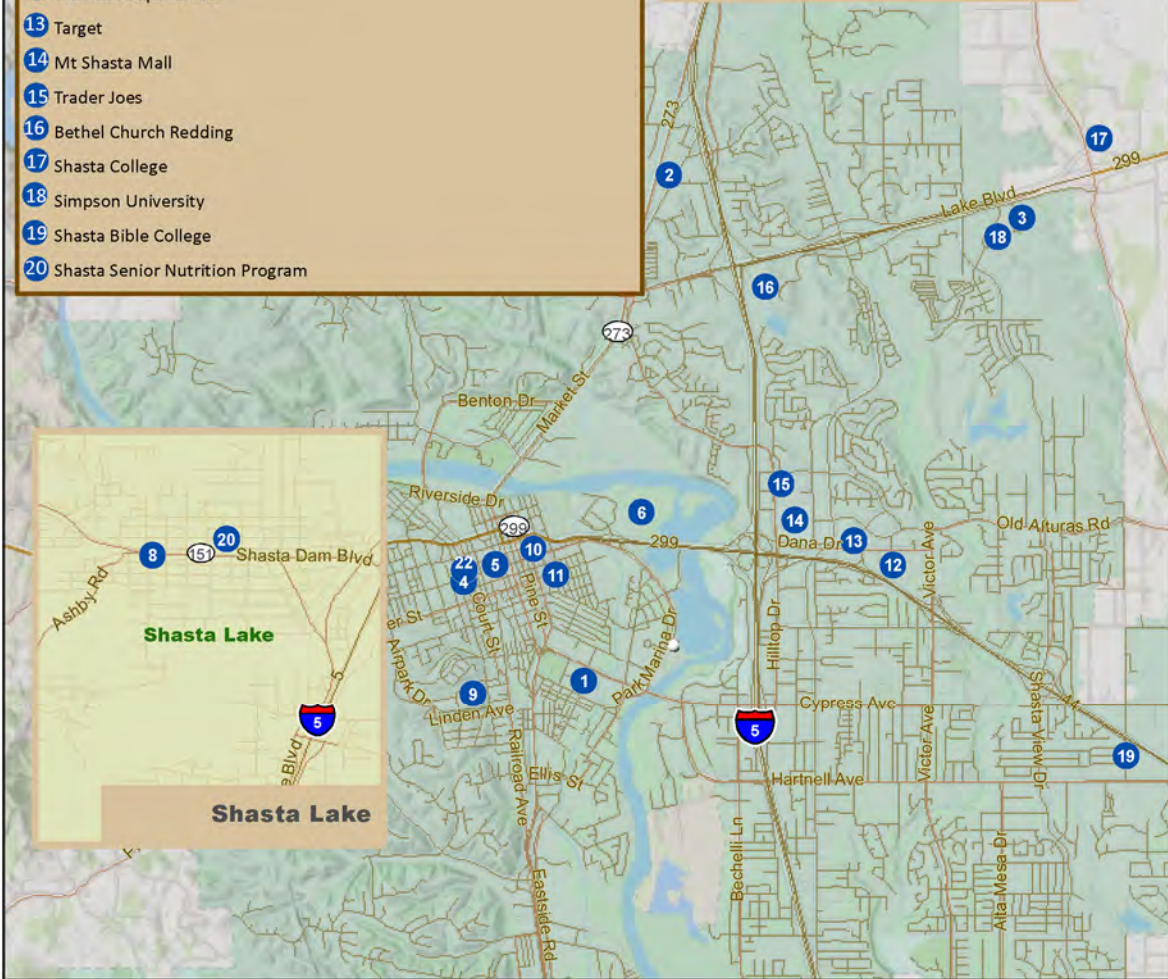 13 Target
14 Mt Shasta Mall
15 Trader Joes
16 Bethel Church Redding
17 Shasta College
18 Simpson University
19 Shasta Bible College
20 Shasta Senior Nutrition Program
273
2
17
299
Lake Blvd
3
18
16
273
Market St
Benton Dr
Riverside Dr
15
6
14
299
299
Dana Dr
13
Old Alturas Rd
12
Victor Ave
10
22
5
4
11
Pine St
Court St
er St
Airpark Dr
9
Linden Ave
1
Park Marina Dr
Hilltop Dr
Cypress Ave
5
Shasta View Dr
44
19
Victor Ave
Hartnell Ave
Railroad Ave
Ellis St
Bechelli Ln
Alta Mesa Dr
Eastside Rd
20
8
151
Shasta Dam Blvd
Ashby Rd
Shasta Lake
5
5
e Blvd
Shasta Lake